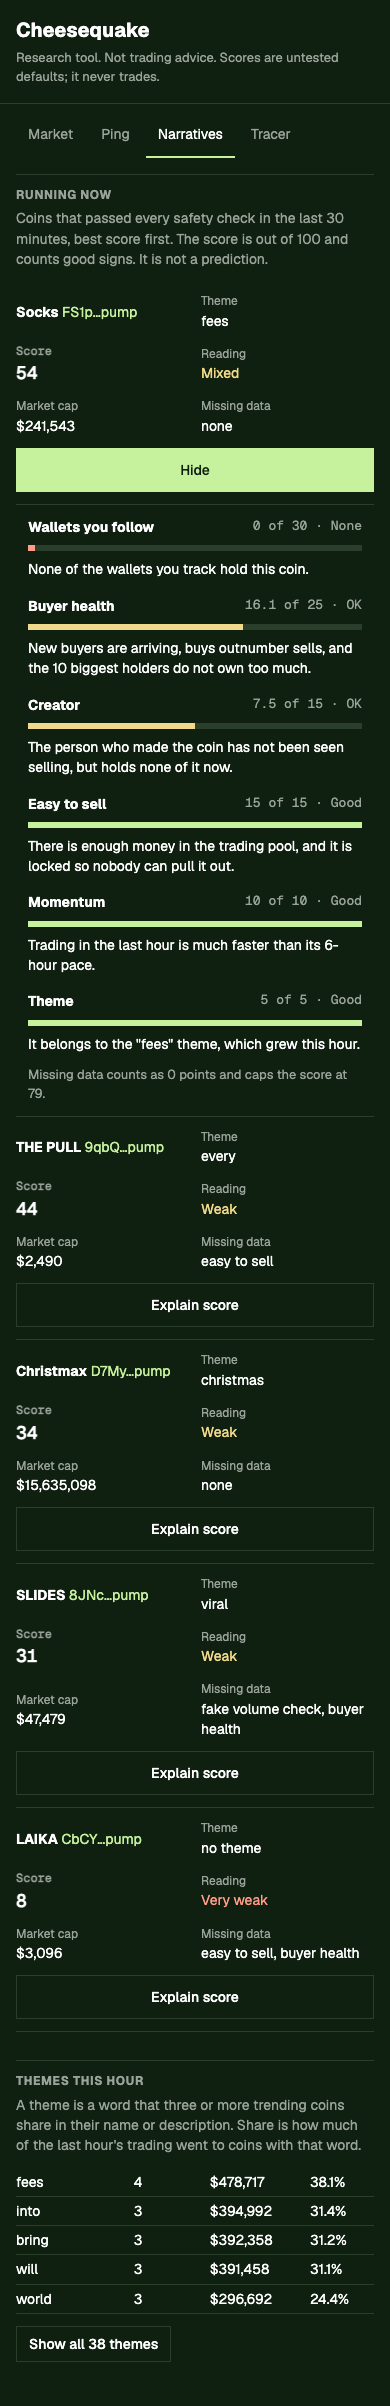 Cheesequake
Research tool. Not trading advice. Scores are untested
defaults; it never trades.
Market Ping Narratives Tracer
RUNNING NOW
Coins that passed every safety check in the last 30
minutes, best score first. The score is out of 100 and
counts good signs. It is not a prediction.
Socks FS1p…pump
Theme
fees
Score
54
Reading
Mixed
Market cap
$241,543
Missing data
none
Hide
Wallets you follow 0 of 30 · None
None of the wallets you track hold this coin.
Buyer health 16.1 of 25 · OK
New buyers are arriving, buys outnumber sells, and
the 10 biggest holders do not own too much.
Creator 7.5 of 15 · OK
The person who made the coin has not been seen
selling, but holds none of it now.
Easy to sell 15 of 15 · Good
There is enough money in the trading pool, and it is
locked so nobody can pull it out.
Momentum 10 of 10 · Good
Trading in the last hour is much faster than its 6-
hour pace.
Theme 5 of 5 · Good
It belongs to the "fees" theme, which grew this hour.
Missing data counts as 0 points and caps the score at
79.
THE PULL 9qbQ…pump
Theme
every
Score
44
Reading
Weak
Market cap
$2,490
Missing data
easy to sell
Explain score
Christmax D7My…pump
Theme
christmas
Score
34
Reading
Weak
Market cap
$15,635,098
Missing data
none
Explain score
SLIDES 8JNc…pump
Theme
viral
Score
31
Reading
Weak
Market cap
$47,479
Missing data
fake volume check, buyer
health
Explain score
LAIKA CbCY…pump
Theme
no theme
Score
8
Reading
Very weak
Market cap
$3,096
Missing data
easy to sell, buyer health
Explain score
THEMES THIS HOUR
A theme is a word that three or more trending coins
share in their name or description. Share is how much
of the last hour's trading went to coins with that word.
fees 4 $478,717 38.1%
into 3 $394,992 31.4%
bring 3 $392,358 31.2%
will 3 $391,458 31.1%
world 3 $296,692 24.4%
Show all 38 themes